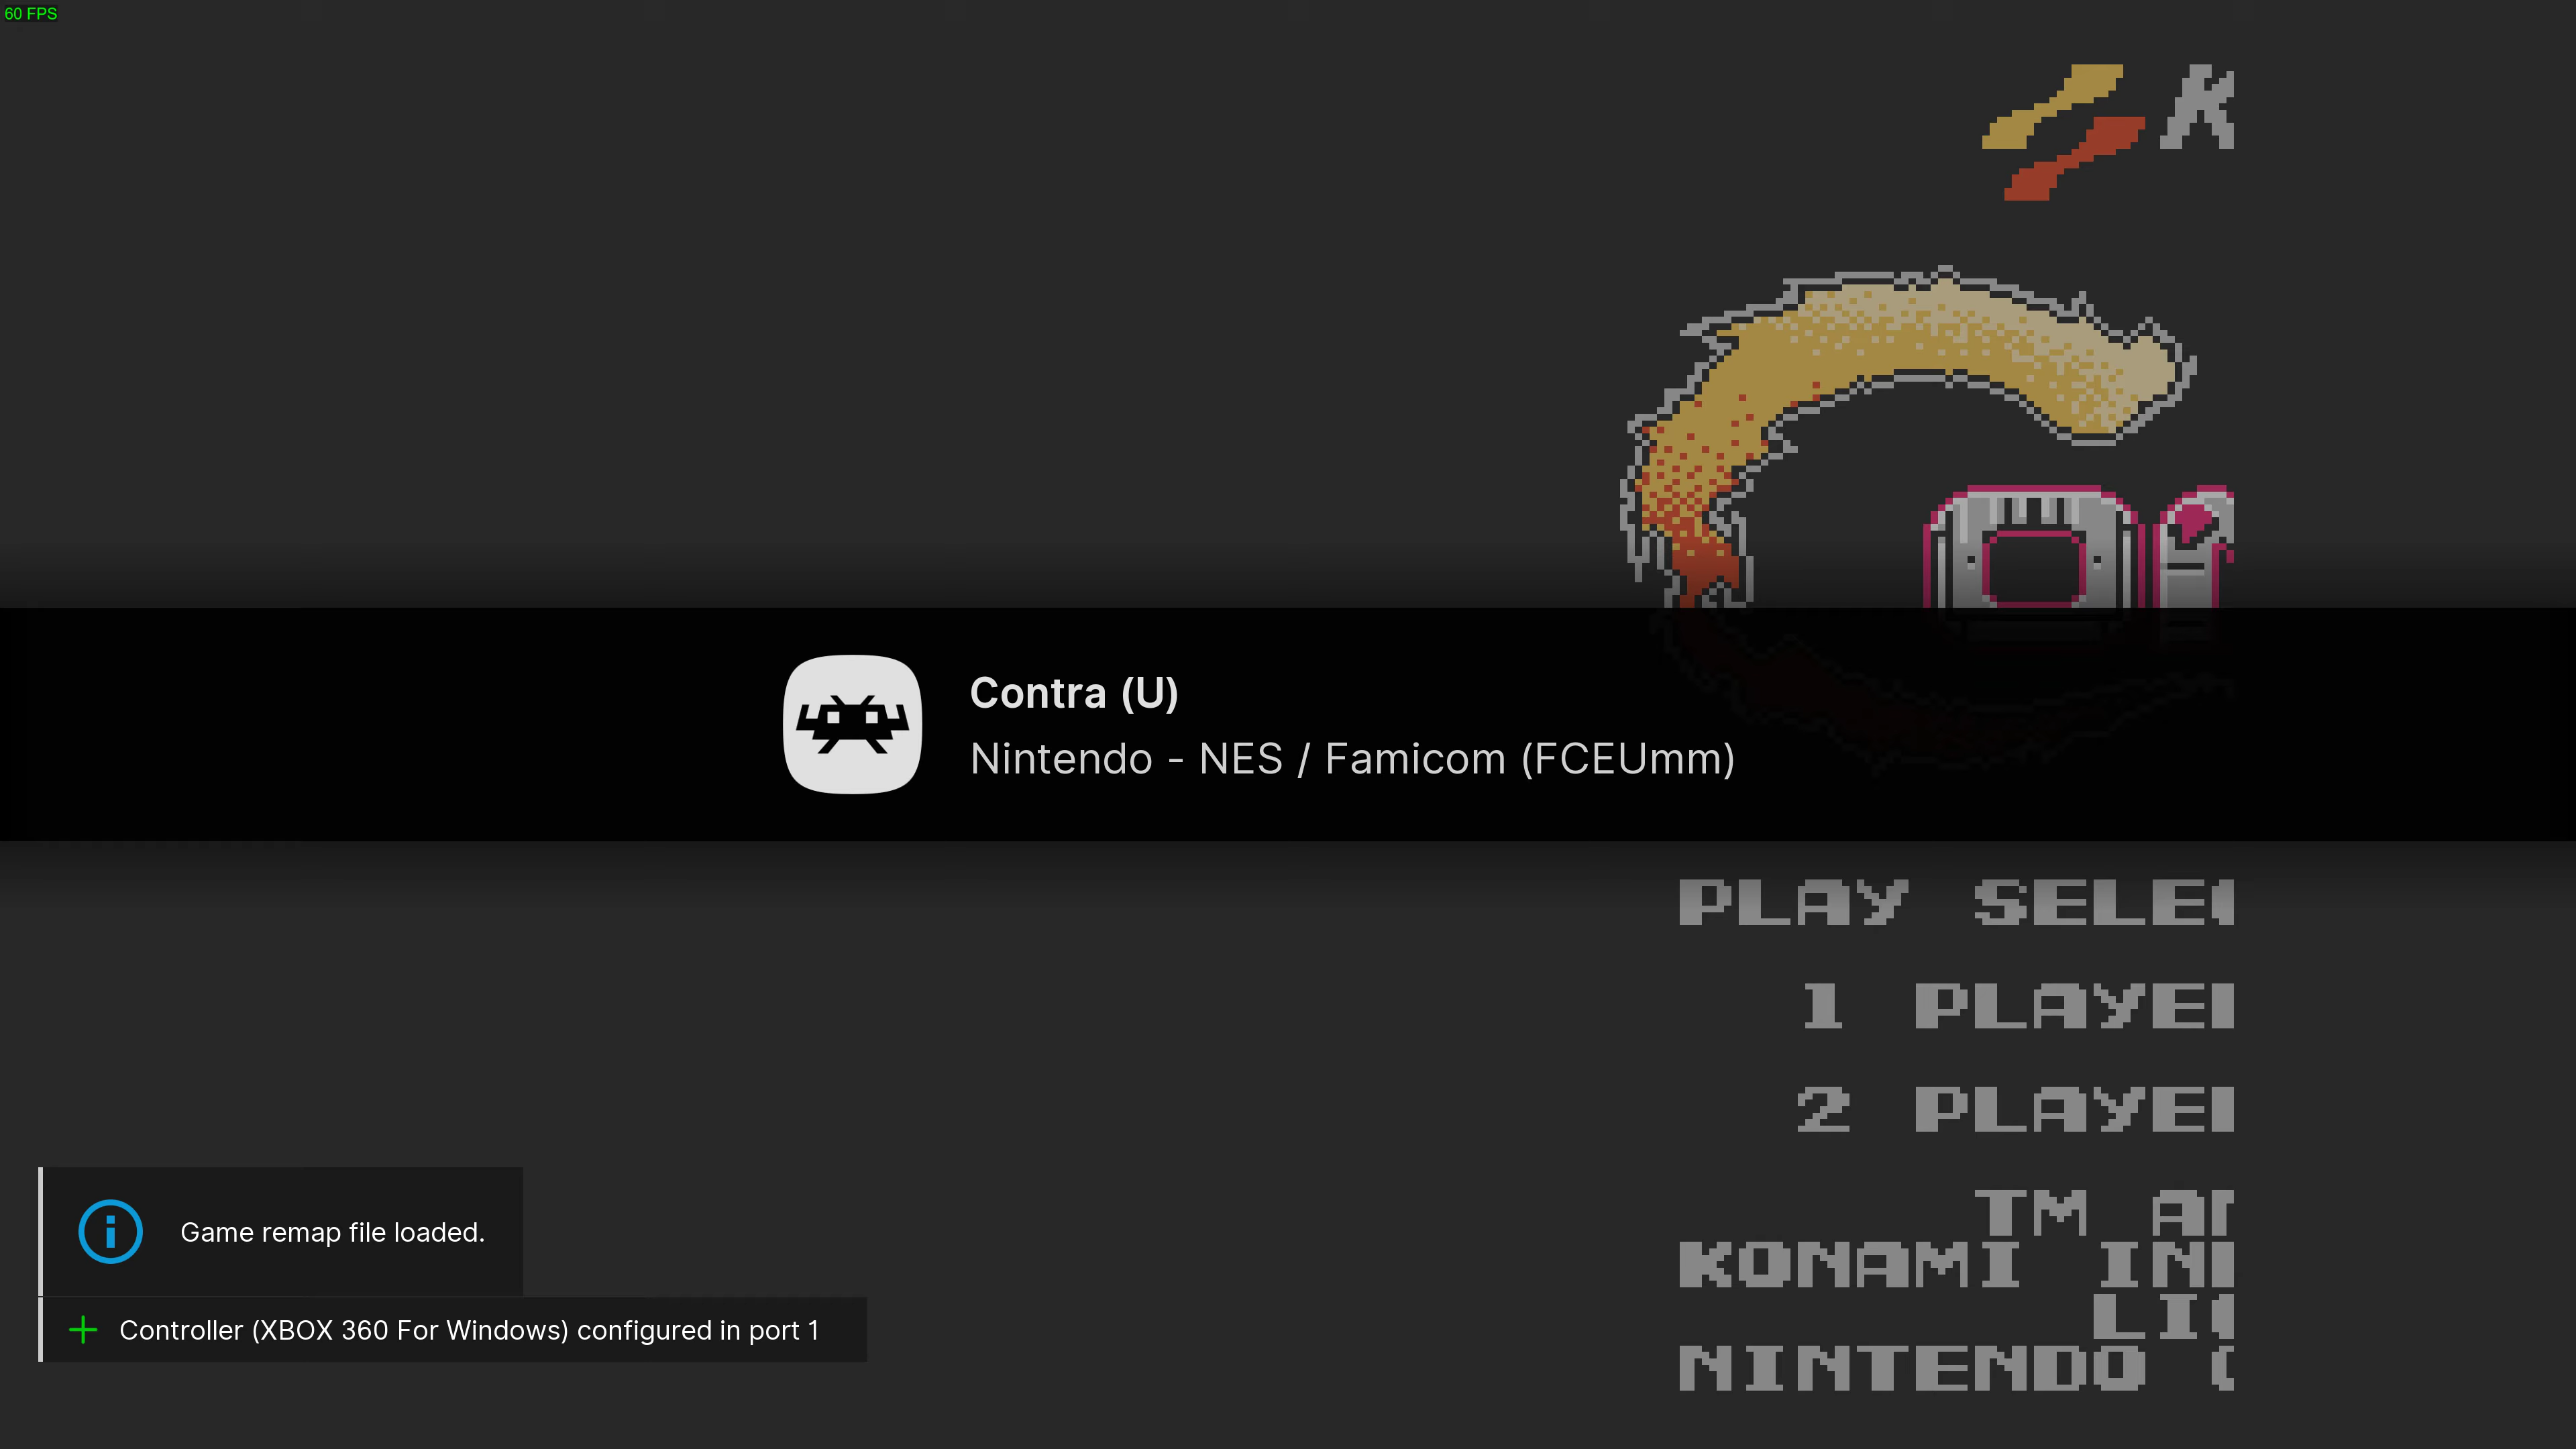 60 FPS
K
Contra (U)
Nintendo - NES / Famicom (FCEUmm)
PLAY SELE
1 PLAYE
2 PLAYE
TM A
KONAMI IN
LI
NINTENDO
Game remap file loaded.
Controller (XBOX 360 For Windows) configured in port 1